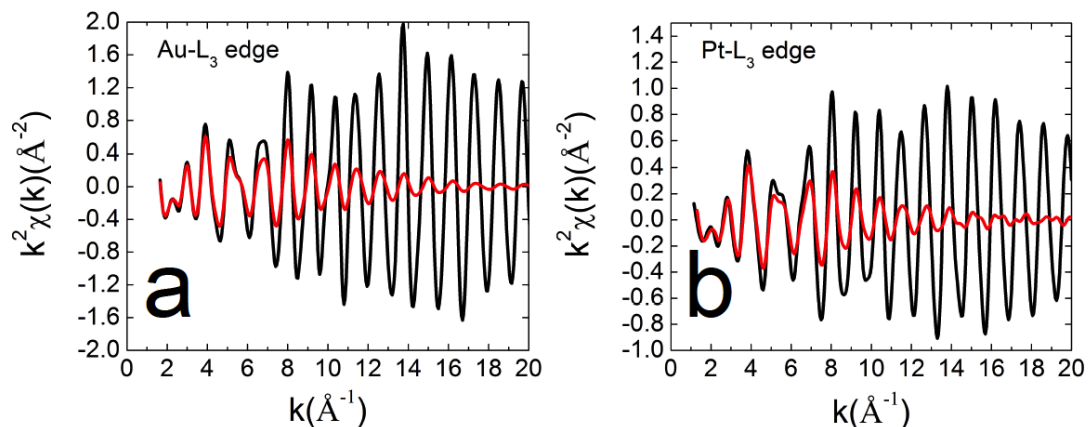 Au-L₃ edge
2.0
1.6
1.2
0.8
0.4
0.0
-0.4
-0.8
-1.2
-1.6
-2.0
k²χ(k)(Å⁻²)
a
0 2 4 6 8 10 12 14 16 18 20
k(Å⁻¹)
Pt-L₃ edge
1.4
1.2
1.0
0.8
0.6
0.4
0.2
0.0
-0.2
-0.4
-0.6
-0.8
-1.0
k²χ(k)(Å⁻²)
b
0 2 4 6 8 10 12 14 16 18 20
k(Å⁻¹)